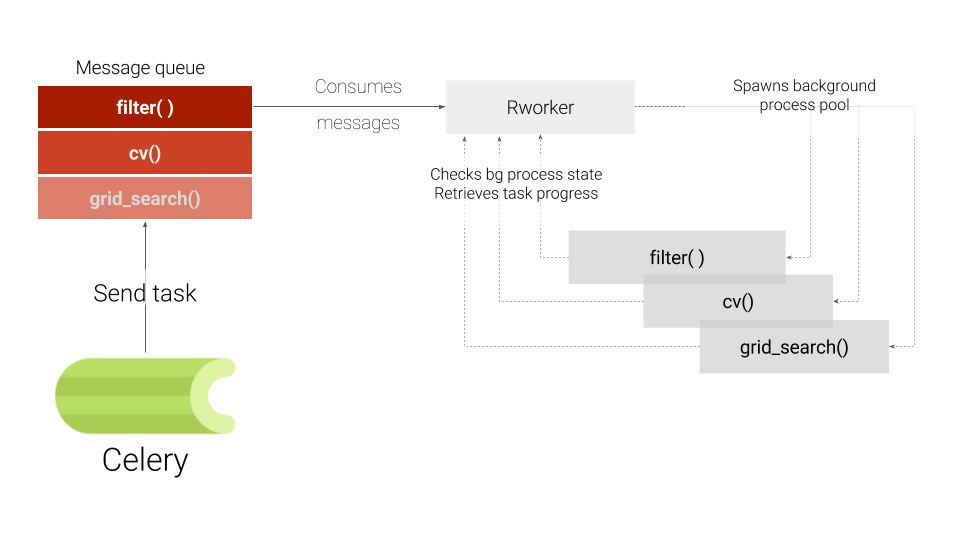 Message queue
filter( )
cv()
grid_search()
Send task
Celery
Consumes
messages
Rworker
Spawns background
process pool
Checks bg process state
Retrieves task progress
filter( )
cv()
grid_search()